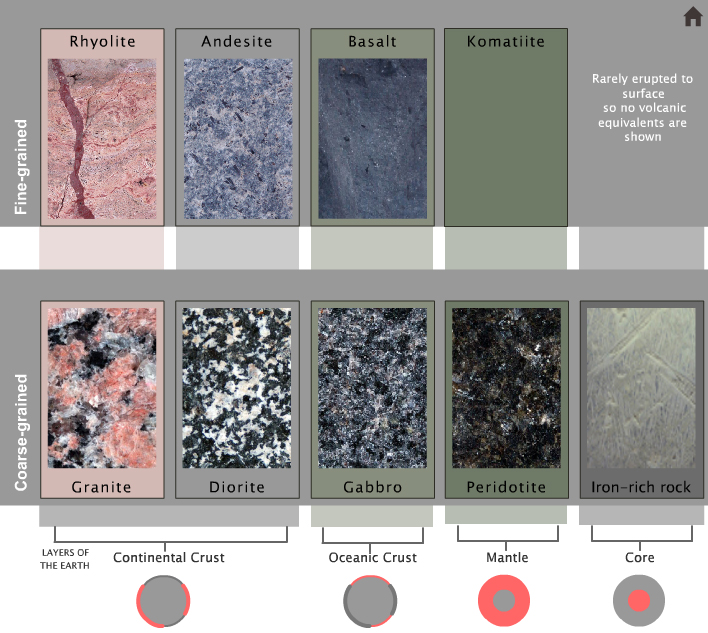 Rhyolite
Andesite
Basalt
Komatiite
Rarely erupted to
surface
so no volcanic
equivalents are
shown
Fine-grained
Coarse-grained
Granite
Diorite
Gabbro
Peridotite
Iron-rich rock
LAYERS OF
THE EARTH
Continental Crust
Oceanic Crust
Mantle
Core